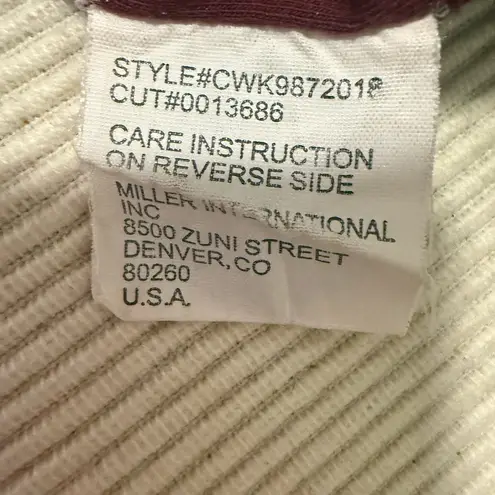 STYLE#CWK9872018
CUT#0013686
CARE INSTRUCTION
ON REVERSE SIDE
MILLER INTERNATIONAL
INC
8500 ZUNI STREET
DENVER,CO
80260
U.S.A.